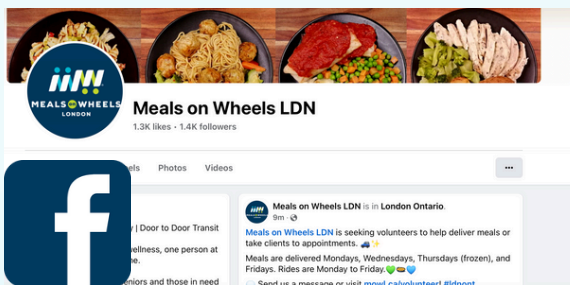 MEALS ON WHEELS
LONDON
Meals on Wheels LDN
1.3K likes • 1.4K followers
Photos
Videos
Door to Door Transit
one person at
and those in need
Meals on Wheels LDN is in London Ontario.
9m
Meals on Wheels LDN is seeking volunteers to help deliver meals or
take clients to appointments. 🚙✨
Meals are delivered Mondays, Wednesdays, Thursdays (frozen), and
Fridays. Rides are Monday to Friday.💚🍲💙
Send us a message or visit mowl.ca/volunteer! #ldnont